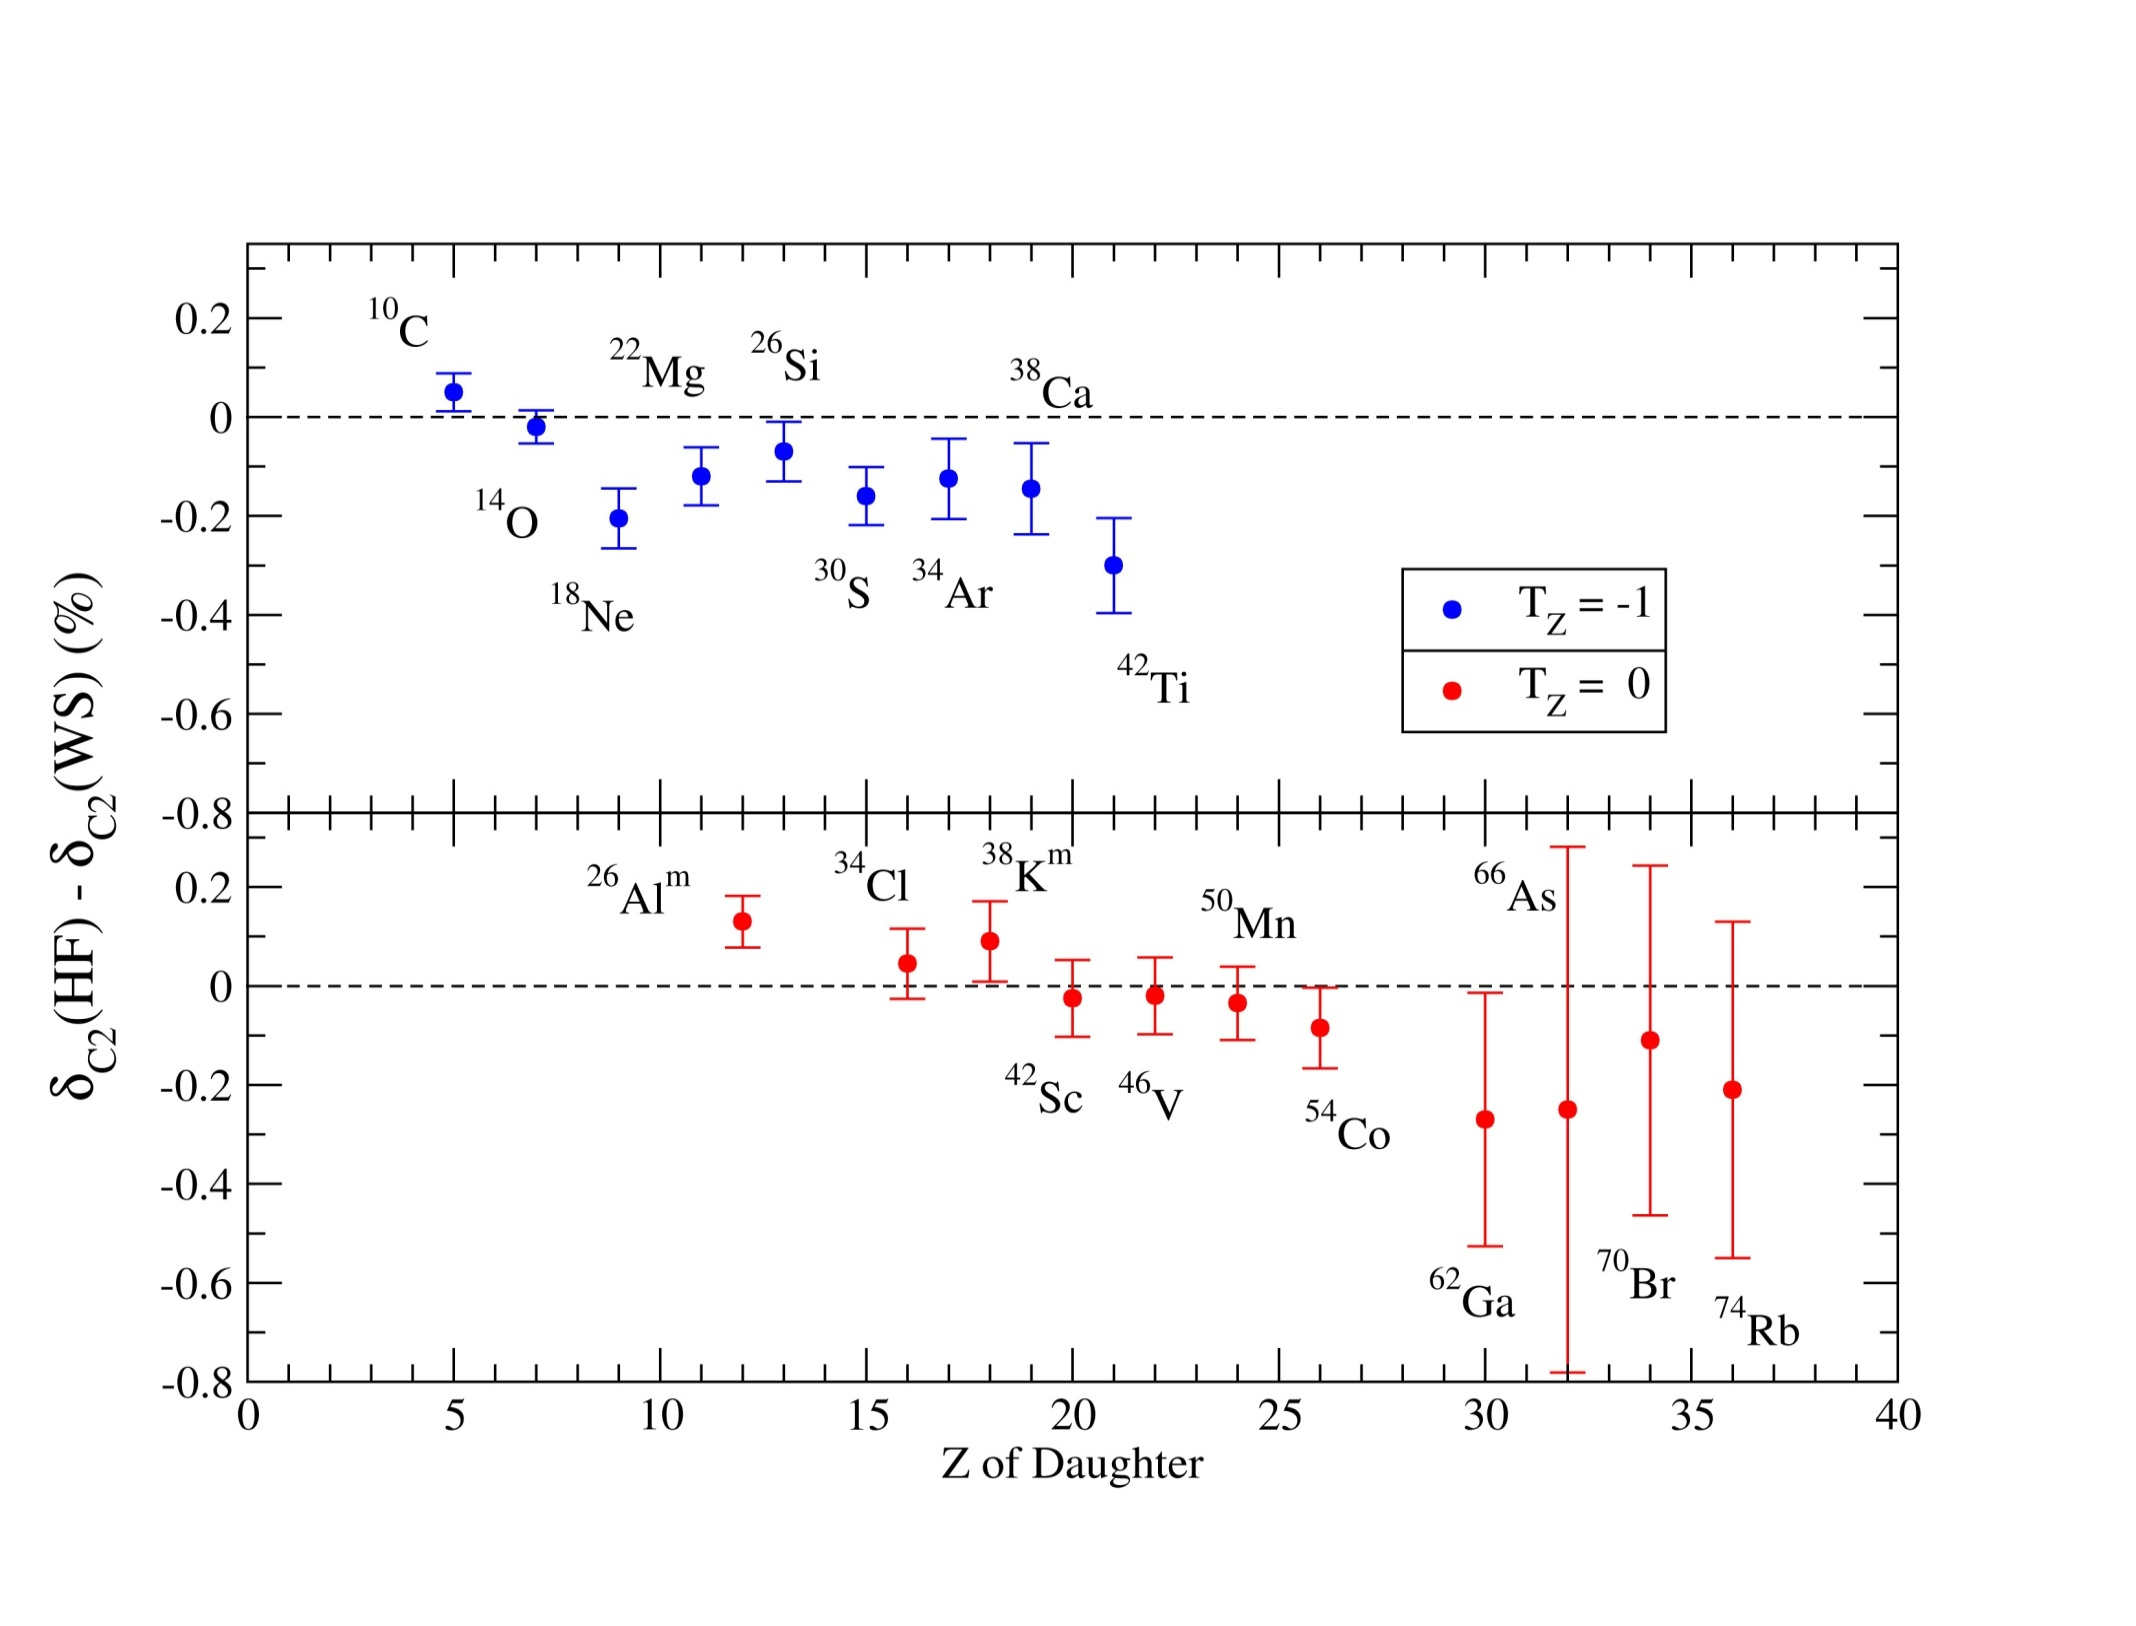 δC2(HF) - δC2(WS) (%)
0.2
0
-0.2
-0.4
-0.6
-0.8
10C
14O
18Ne
22Mg
26Si
30S
34Ar
38Ca
42Ti
TZ = -1
TZ = 0
0.2
0
-0.2
-0.4
-0.6
-0.8
26Alm
34Cl
38Km
42Sc
46V
50Mn
54Co
62Ga
66As
70Br
74Rb
0 5 10 15 20 25 30 35 40
Z of Daughter